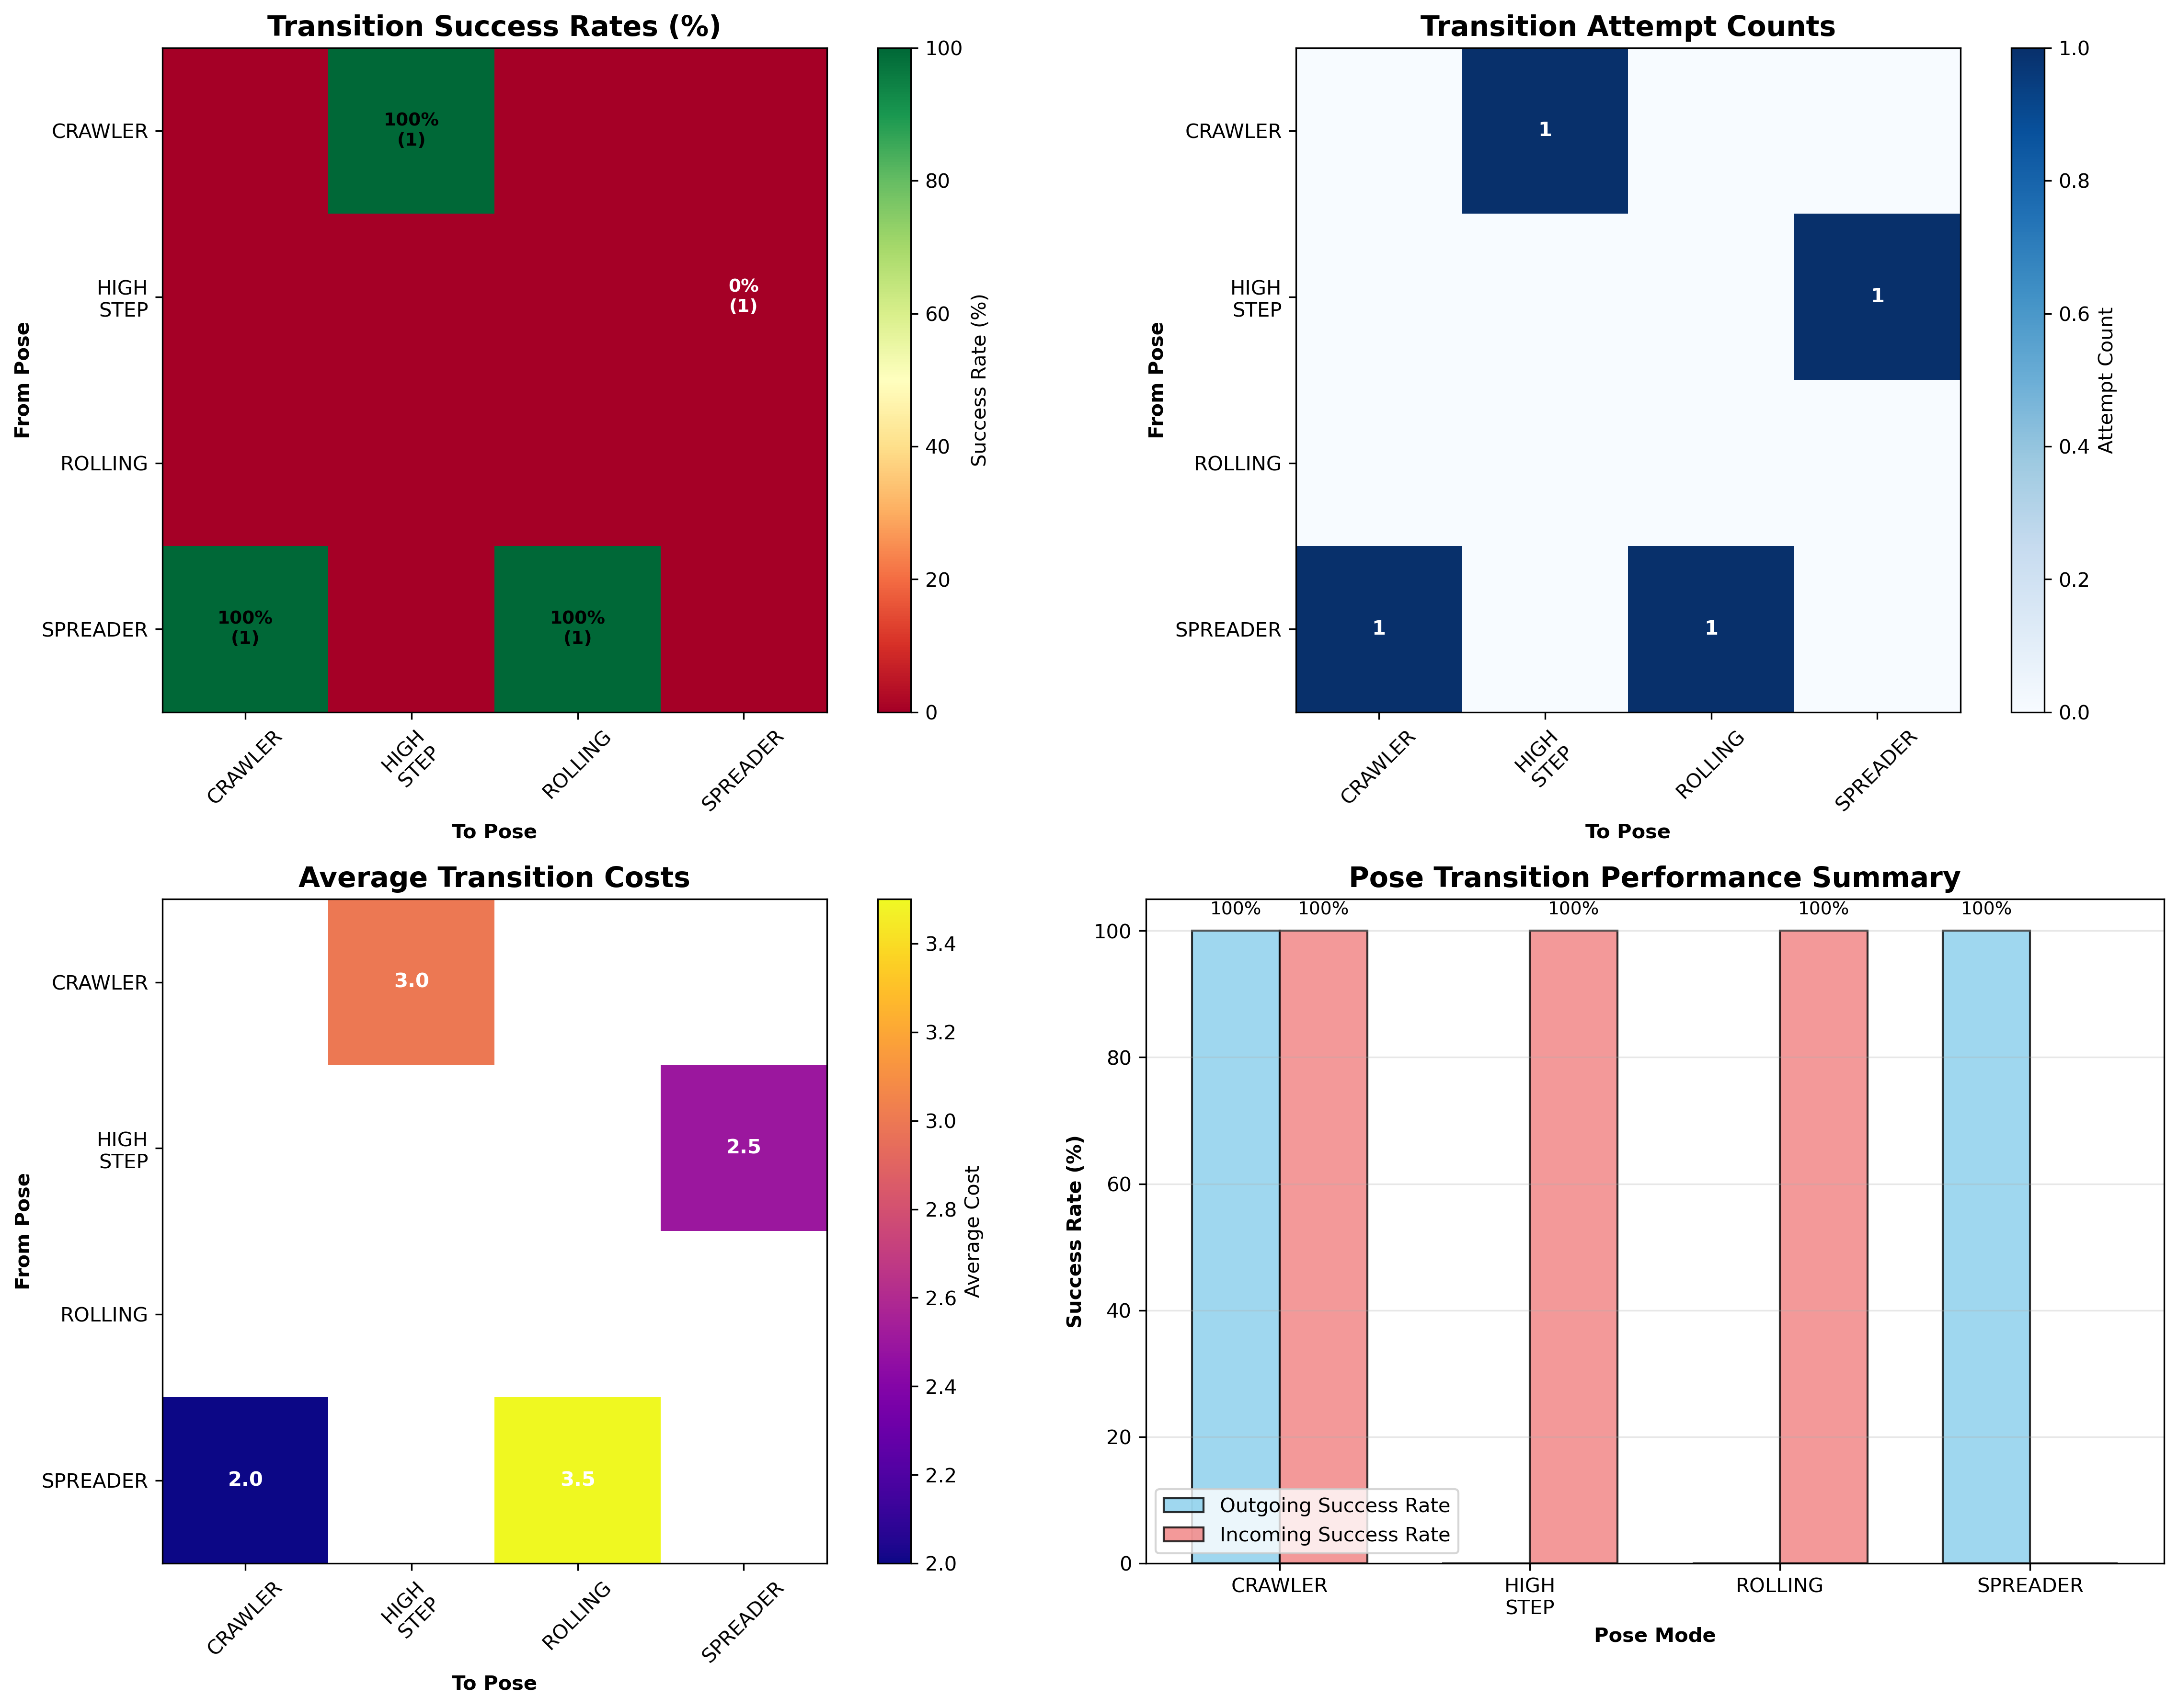 Transition Success Rates (%)
CRAWLER
HIGH
STEP
ROLLING
SPREADER
From Pose
100%
(1)
0%
(1)
100%
(1)
100%
(1)
CRAWLER
HIGH
STEP
ROLLING
SPREADER
To Pose
100
80
60
40
20
0
Success Rate (%)
Transition Attempt Counts
CRAWLER
HIGH
STEP
ROLLING
SPREADER
From Pose
1
1
1
1
CRAWLER
HIGH
STEP
ROLLING
SPREADER
To Pose
1.0
0.8
0.6
0.4
0.2
0.0
Attempt Count
Average Transition Costs
CRAWLER
HIGH
STEP
ROLLING
SPREADER
From Pose
3.0
2.5
2.0
3.5
CRAWLER
HIGH
STEP
ROLLING
SPREADER
To Pose
3.4
3.2
3.0
2.8
2.6
2.4
2.2
2.0
Average Cost
Pose Transition Performance Summary
100%
100%
100%
100%
100%
100
80
60
40
20
0
Success Rate (%)
Outgoing Success Rate
Incoming Success Rate
CRAWLER
HIGH
STEP
ROLLING
SPREADER
Pose Mode